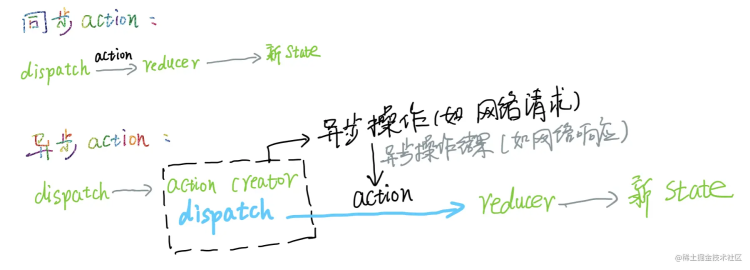 同步 action：
action
dispatch reducer 新 State
异步操作(如 网络请求)
异步 action：
异步操作结果(如网络响应)
dispatch action creator
dispatch action reducer 新 State
@稀土掘金技术社区